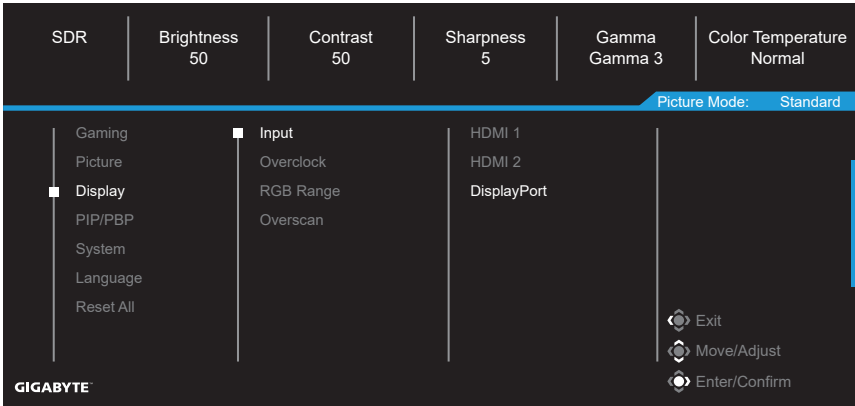 SDR
Brightness
50
Contrast
50
Sharpness
5
Gamma
Gamma 3
Color Temperature
Normal
Picture Mode: Standard
Gaming
Picture
Display
PIP/PBP
System
Language
Reset All
Input
Overclock
RGB Range
Overscan
HDMI 1
HDMI 2
DisplayPort
Exit
Move/Adjust
Enter/Confirm
GIGABYTE™